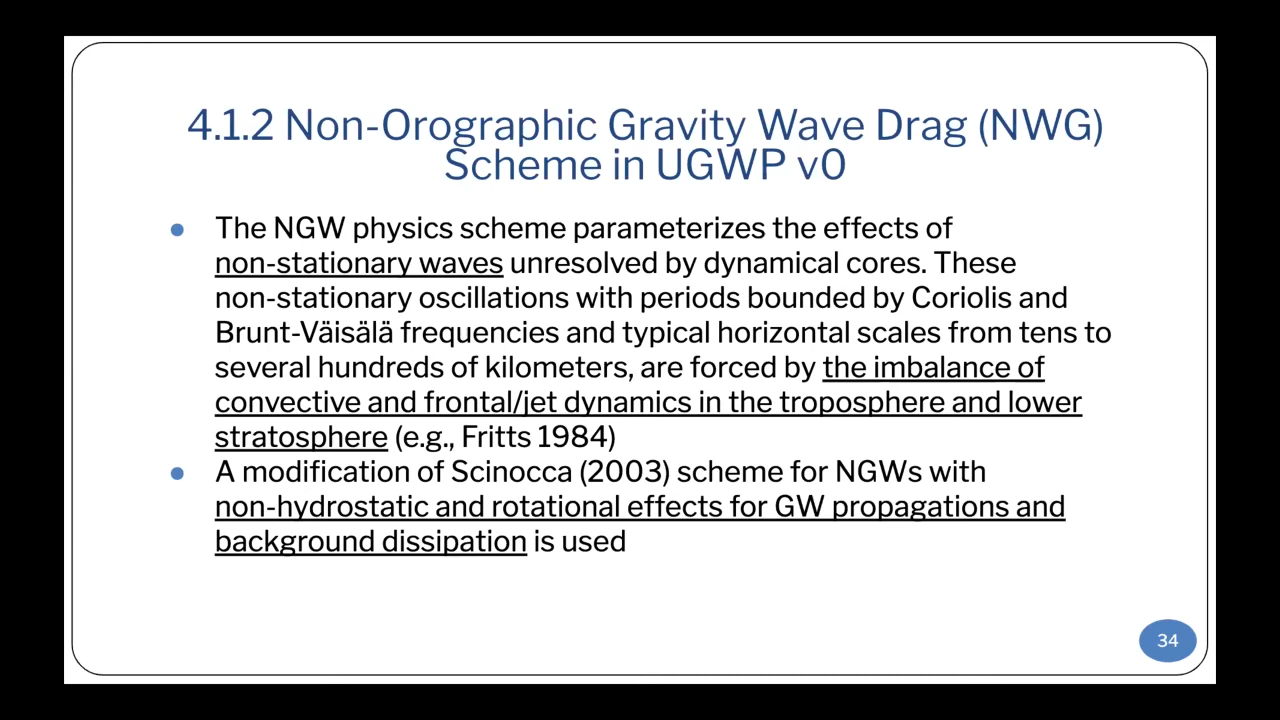 4.1.2 Non-Orographic Gravity Wave Drag (NWG)
Scheme in UGWP v0
● The NGW physics scheme parameterizes the effects of
non-stationary waves unresolved by dynamical cores. These
non-stationary oscillations with periods bounded by Coriolis and
Brunt-Väisälä frequencies and typical horizontal scales from tens to
several hundreds of kilometers, are forced by the imbalance of
convective and frontal/jet dynamics in the troposphere and lower
stratosphere (e.g., Fritts 1984)
● A modification of Scinocca (2003) scheme for NGWs with
non-hydrostatic and rotational effects for GW propagations and
background dissipation is used
34